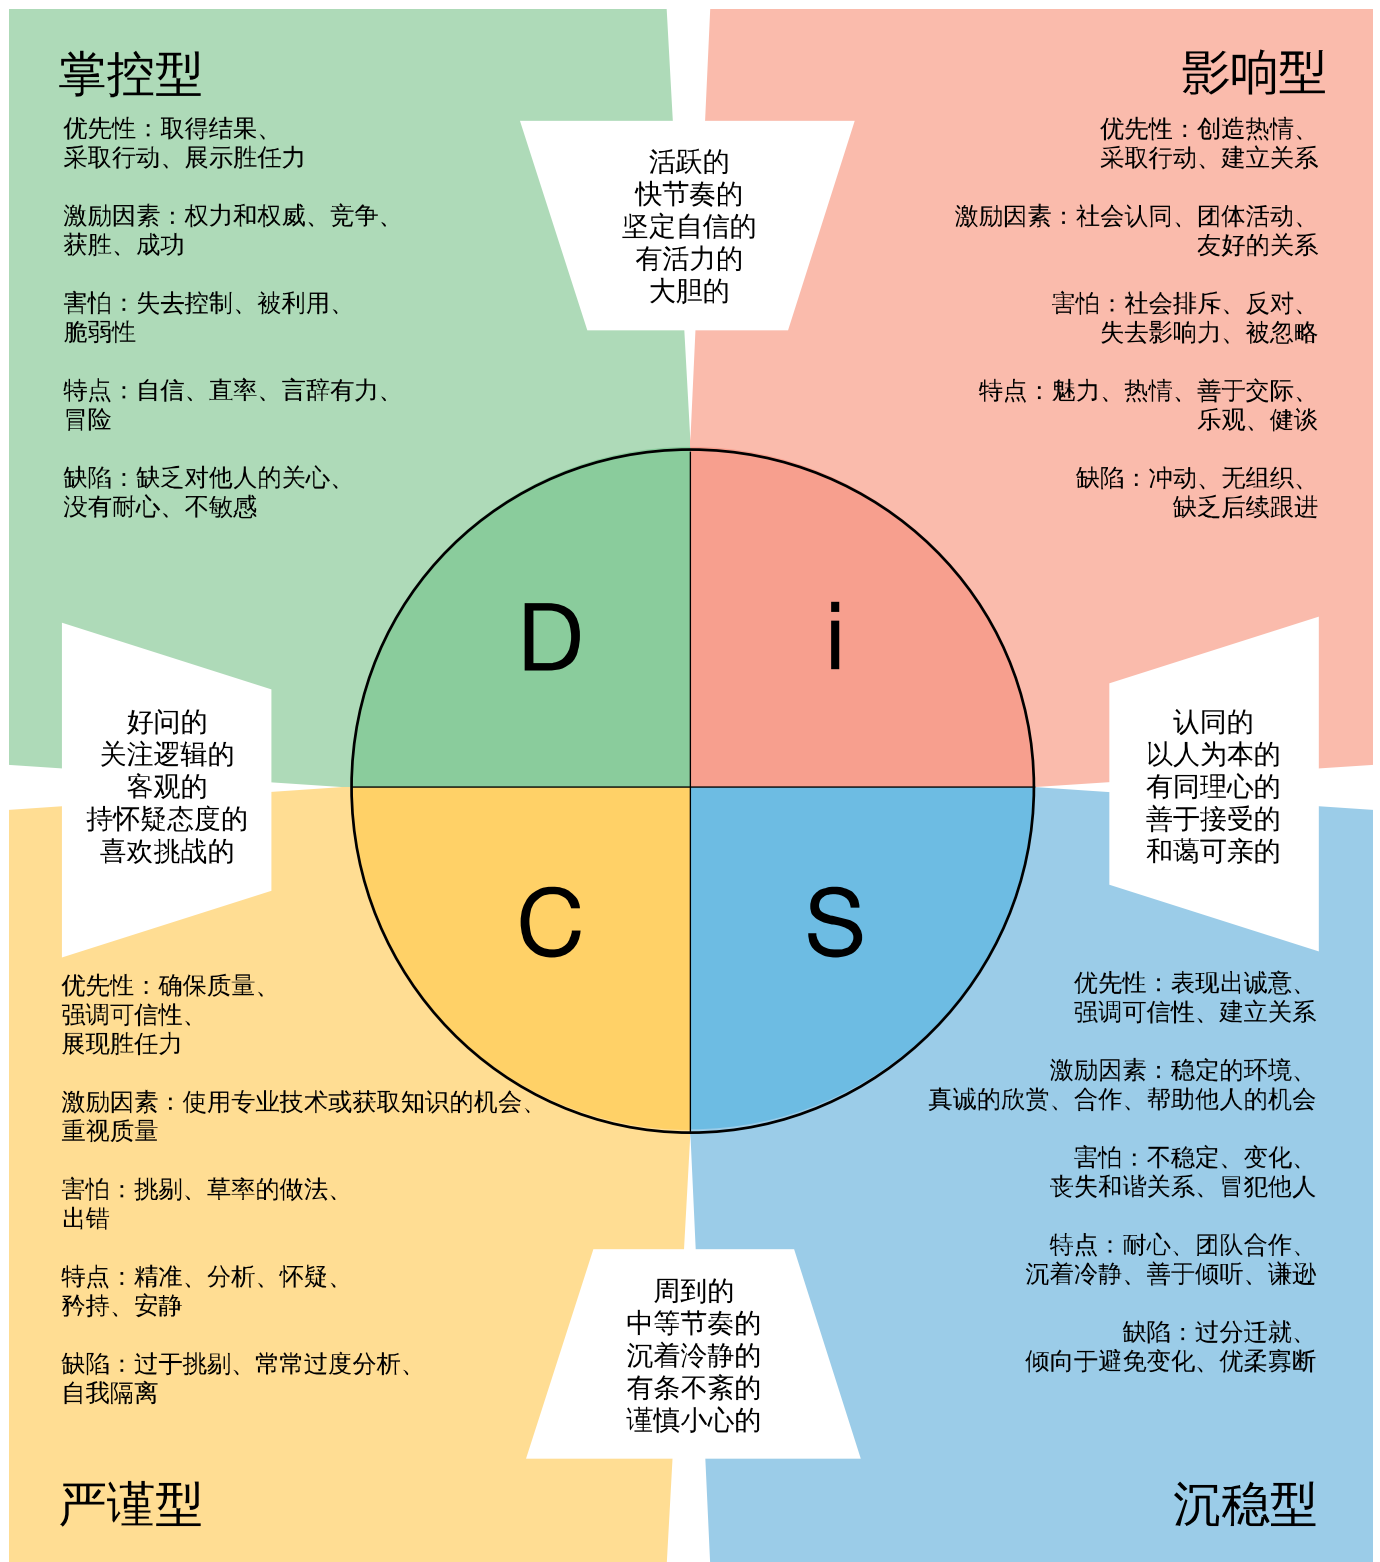 掌控型
优先性：取得结果、
采取行动、展示胜任力
激励因素：权力和权威、竞争、
获胜、成功
害怕：失去控制、被利用、
脆弱性
特点：自信、直率、言辞有力、
冒险
缺陷：缺乏对他人的关心、
没有耐心、不敏感
活跃的
快节奏的
坚定自信的
有活力的
大胆的
影响型
优先性：创造热情、
采取行动、建立关系
激励因素：社会认同、团体活动、
友好的关系
害怕：社会排斥、反对、
失去影响力、被忽略
特点：魅力、热情、善于交际、
乐观、健谈
缺陷：冲动、无组织、
缺乏后续跟进
D
i
C
S
好问的
关注逻辑的
客观的
持怀疑态度的
喜欢挑战的
认同的
以人为本的
有同理心的
善于接受的
和蔼可亲的
优先性：确保质量、
强调可信性、
展现胜任力
激励因素：使用专业技术或获取知识的机会、
重视质量
害怕：挑剔、草率的做法、
出错
特点：精准、分析、怀疑、
矜持、安静
缺陷：过于挑剔、常常过度分析、
自我隔离
严谨型
周到的
中等节奏的
沉着冷静的
有条不紊的
谨慎小心的
优先性：表现出诚意、
强调可信性、建立关系
激励因素：稳定的环境、
真诚的欣赏、合作、帮助他人的机会
害怕：不稳定、变化、
丧失和谐关系、冒犯他人
特点：耐心、团队合作、
沉着冷静、善于倾听、谦逊
缺陷：过分迁就、
倾向于避免变化、优柔寡断
沉稳型